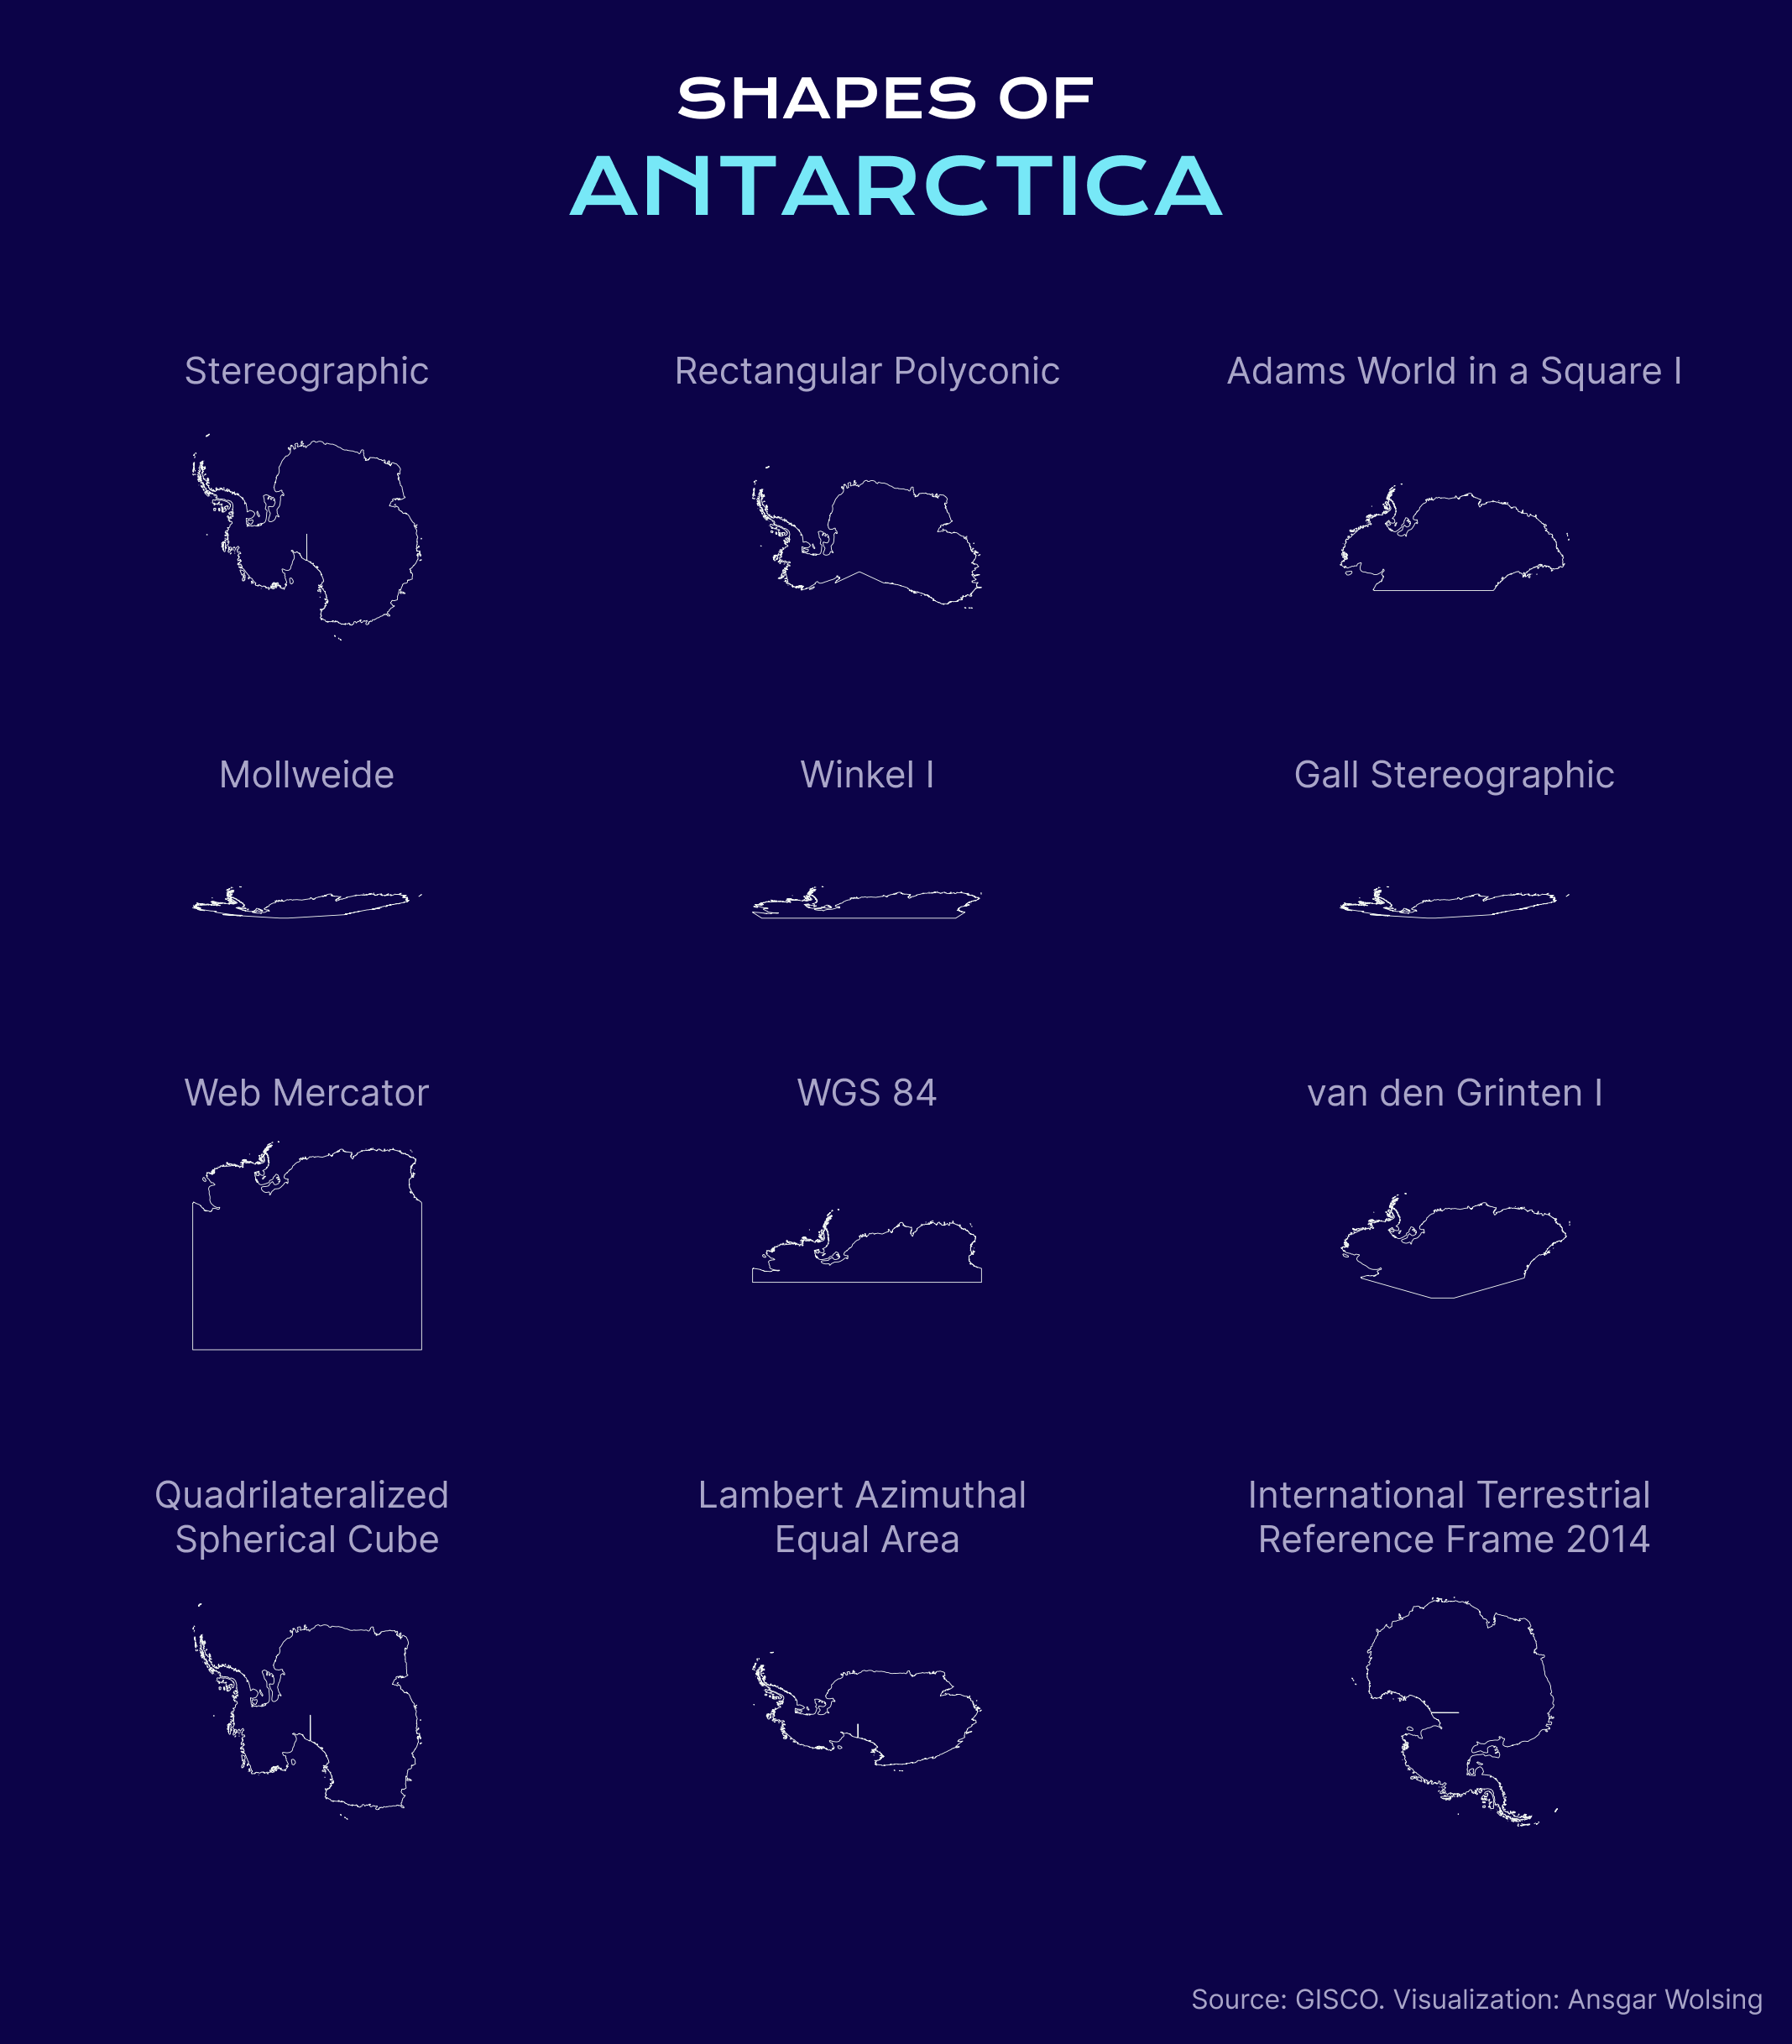 SHAPES OF
ANTARCTICA
Stereographic
Rectangular Polyconic
Adams World in a Square I
Mollweide
Winkel I
Gall Stereographic
Web Mercator
WGS 84
van den Grinten I
Quadrilateralized
Spherical Cube
Lambert Azimuthal
Equal Area
International Terrestrial
Reference Frame 2014
Source: GISCO. Visualization: Ansgar Wolsing